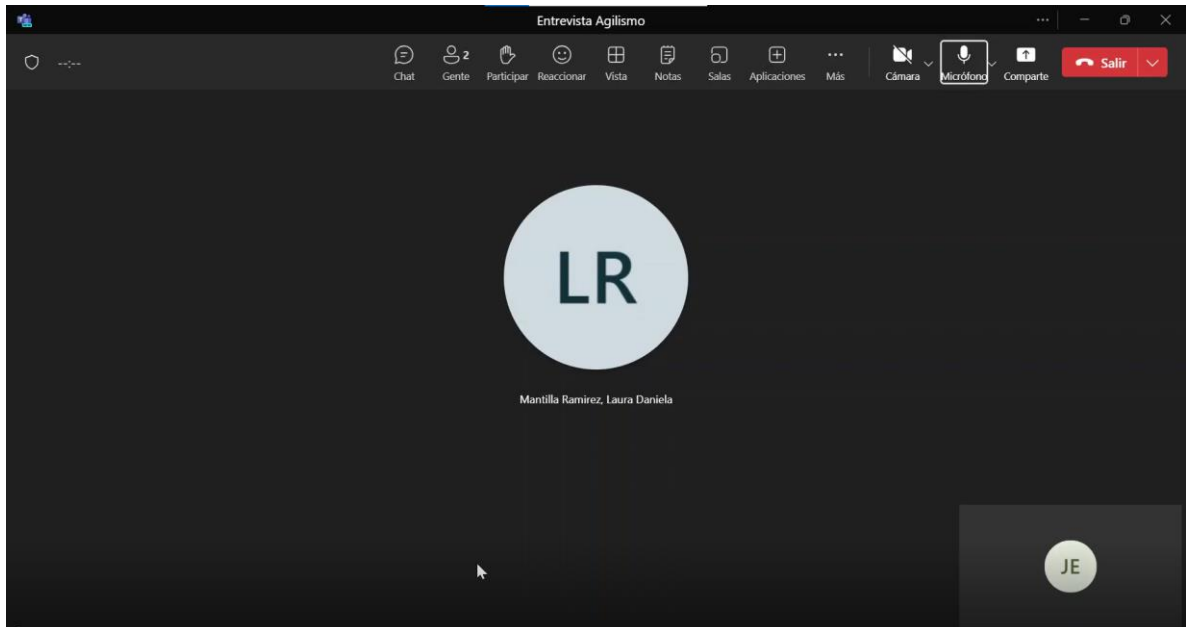 Entrevista Agilismo
--:--
Chat
2
Gente
Participar
Reaccionar
Vista
Notas
Salas
Aplicaciones
Más
Cámara
Micrófono
Comparte
Salir
LR
Mantilla Ramirez, Laura Daniela
JE